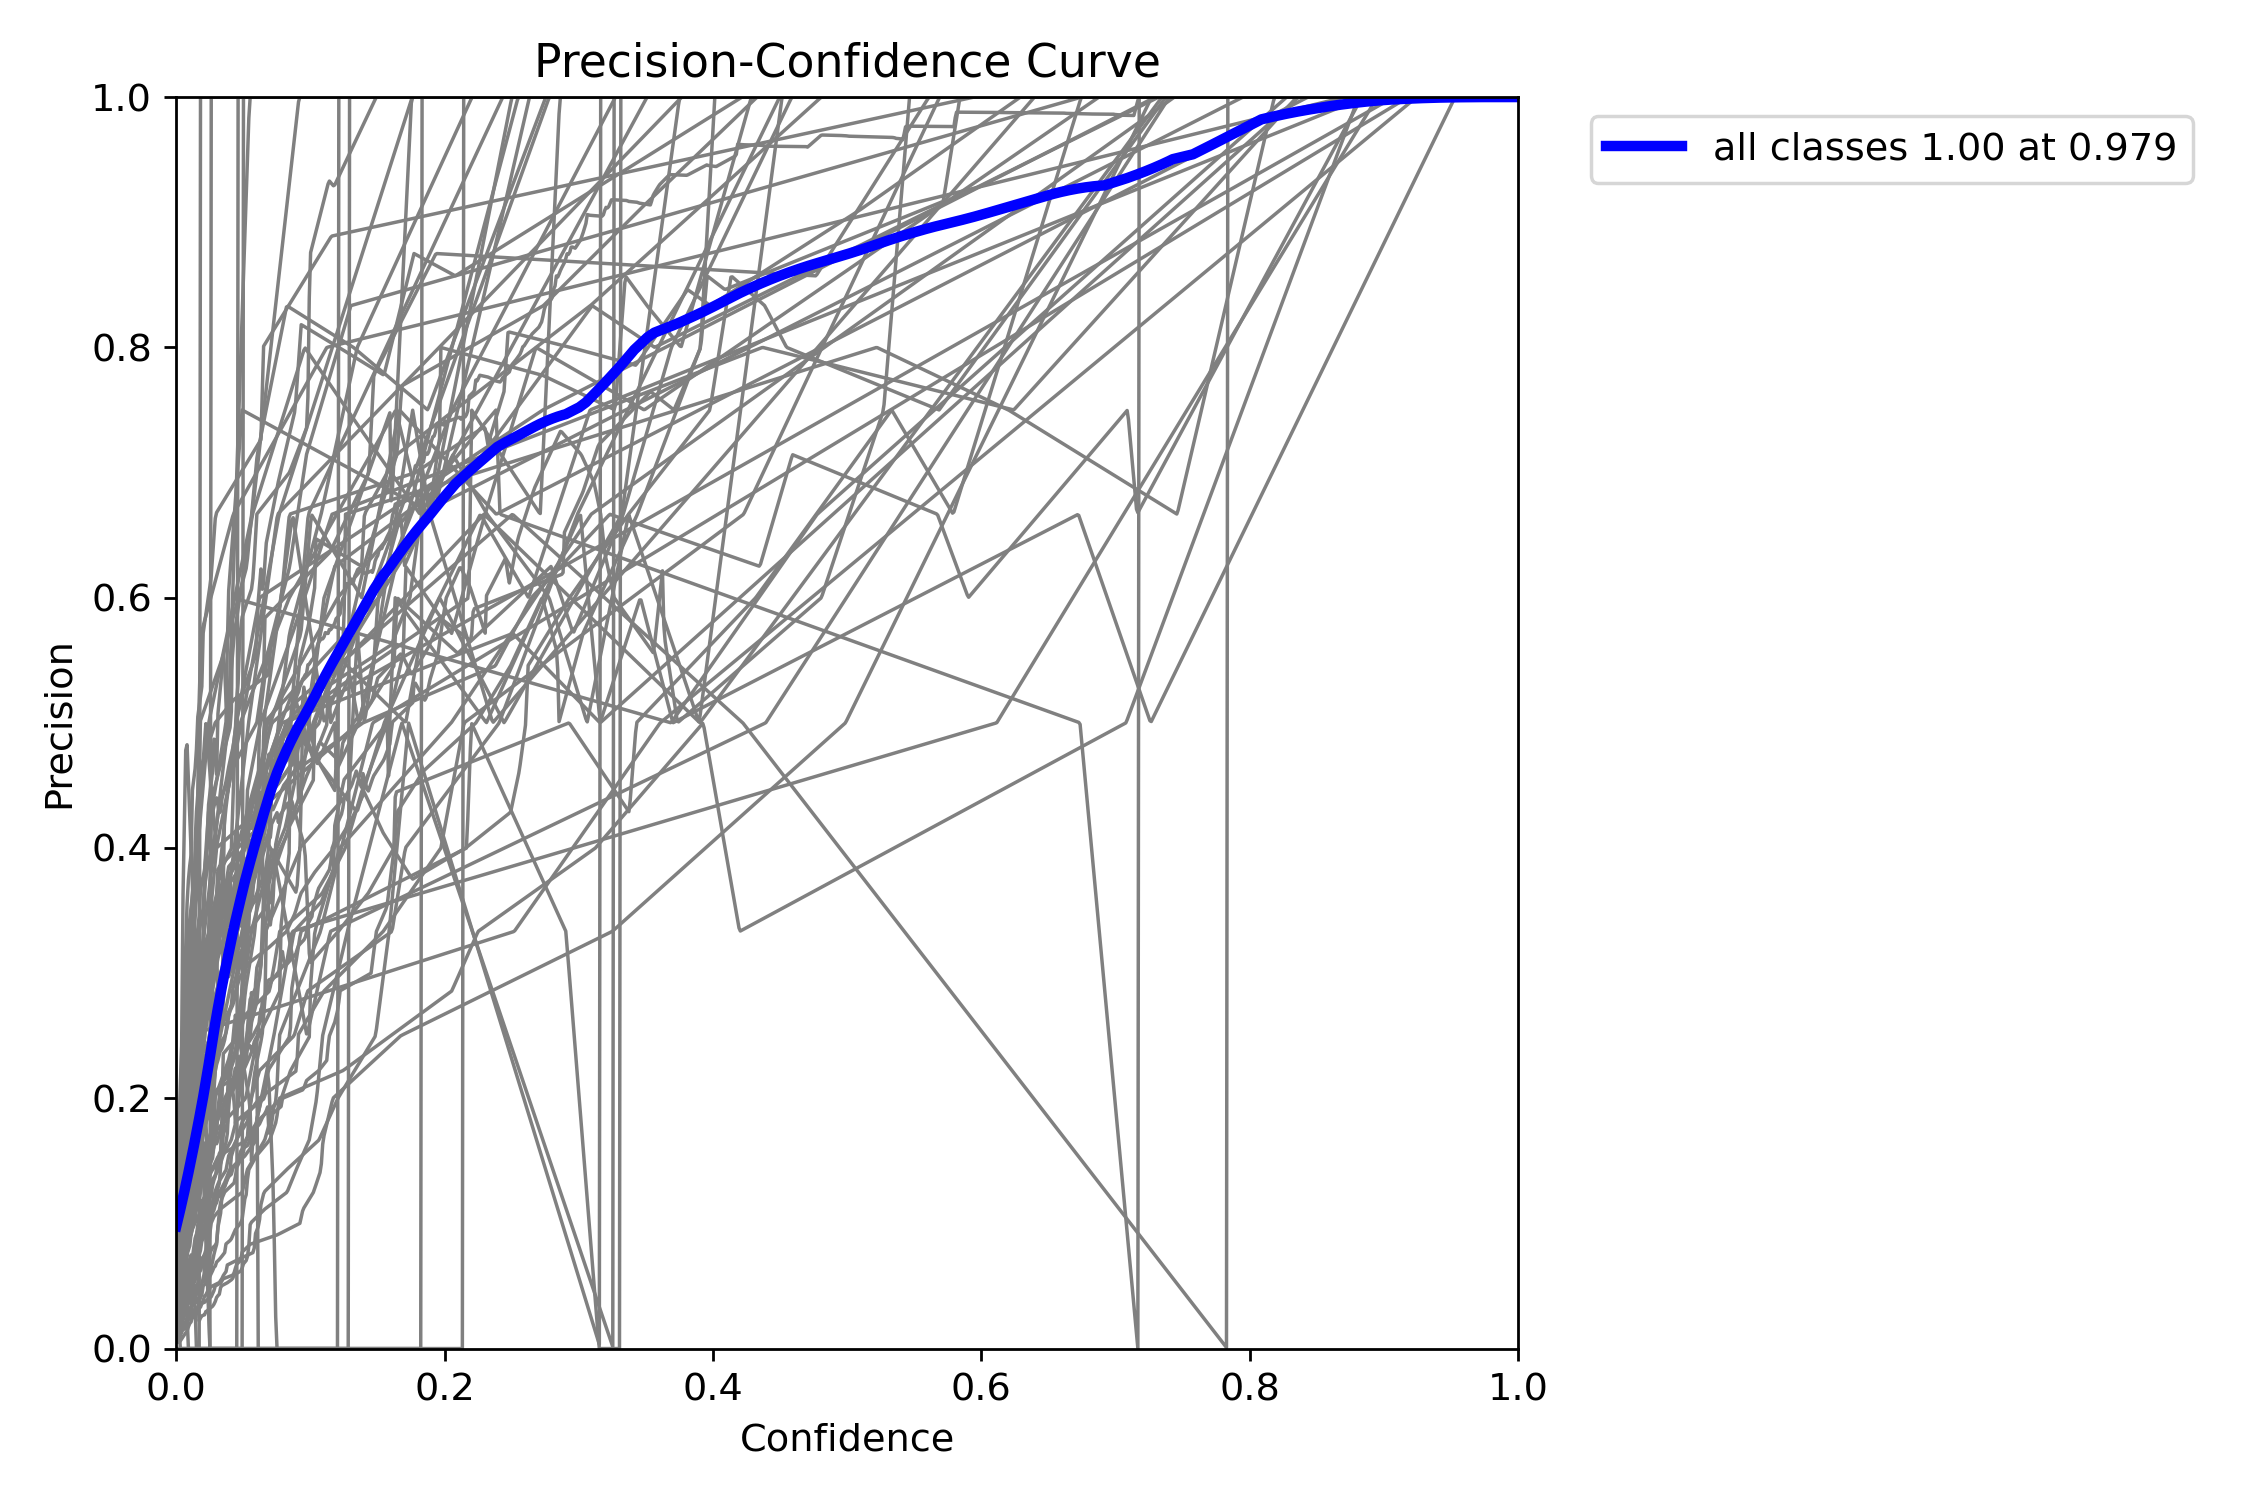 Precision-Confidence Curve
all classes 1.00 at 0.979
1.0
0.8
0.6
0.4
0.2
0.0
Precision
0.0 0.2 0.4 0.6 0.8 1.0
Confidence